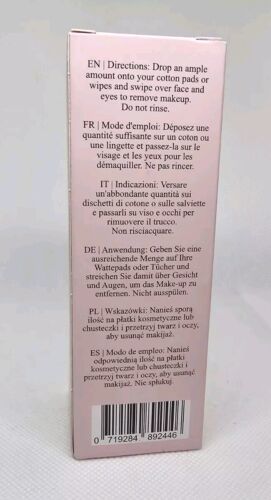 EN | Directions: Drop an ample
amount onto your cotton pads or
wipes and swipe over face and
eyes to remove makeup.
Do not rinse.
FR | Mode d'emploi: Déposez une
quantité suffisante sur un coton ou
une lingette et passez-la sur le
visage et les yeux pour les
démaquiller. Ne pas rincer.
IT | Indicazioni: Versare
un'abbondante quantità sui
dischetti di cotone o sulle salviette
e passarli su viso e occhi per
rimuovere il trucco.
Non risciacquare.
DE | Anwendung: Geben Sie eine
ausreichende Menge auf Ihre
Wattepads oder Tücher und
streichen Sie damit über Gesicht
und Augen, um das Make-up zu
entfernen. Nicht ausspülen.
PL | Wskazówki: Nanieś sporą
ilość na płatki kosmetyczne lub
chusteczki i przetrzyj twarz i oczy,
aby usunąć makijaż.
ES | Modo de empleo: Nanieś
odpowiednią ilość na płatki
kosmetyczne lub chusteczki i
przetrzyj twarz i oczy, aby usunąć
makijaż. Nie spłukuj.
0 719284 892446